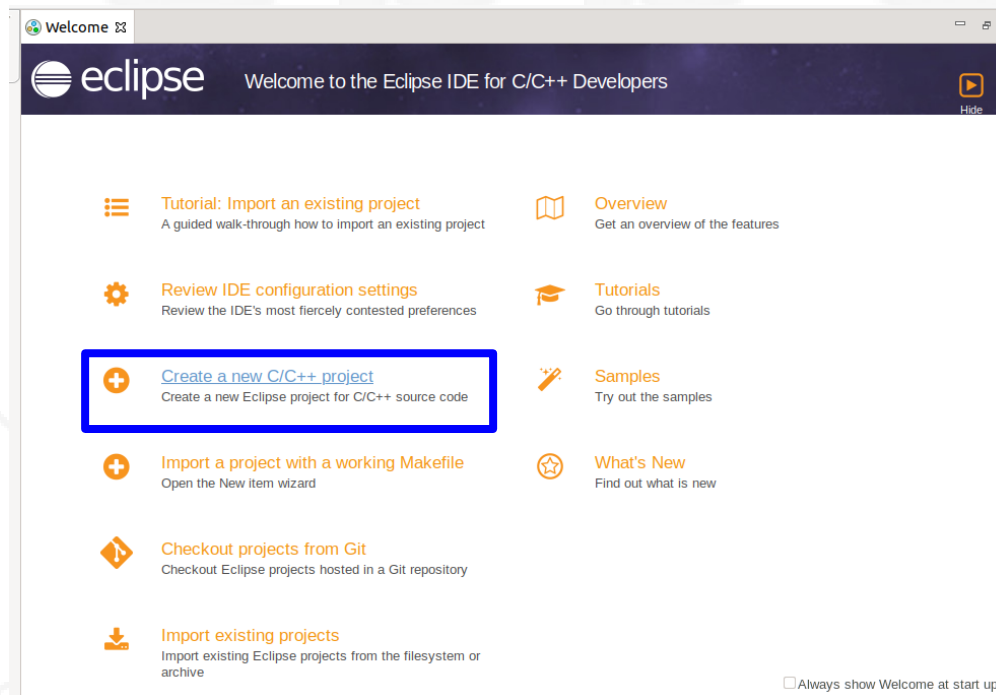 Welcome
eclipse
Welcome to the Eclipse IDE for C/C++ Developers
Hide
Tutorial: Import an existing project
A guided walk-through how to import an existing project
Review IDE configuration settings
Review the IDE's most fiercely contested preferences
Create a new C/C++ project
Create a new Eclipse project for C/C++ source code
Import a project with a working Makefile
Open the New item wizard
Checkout projects from Git
Checkout Eclipse projects hosted in a Git repository
Import existing projects
Import existing Eclipse projects from the filesystem or
archive
Overview
Get an overview of the features
Tutorials
Go through tutorials
Samples
Try out the samples
What's New
Find out what is new
Always show Welcome at start up